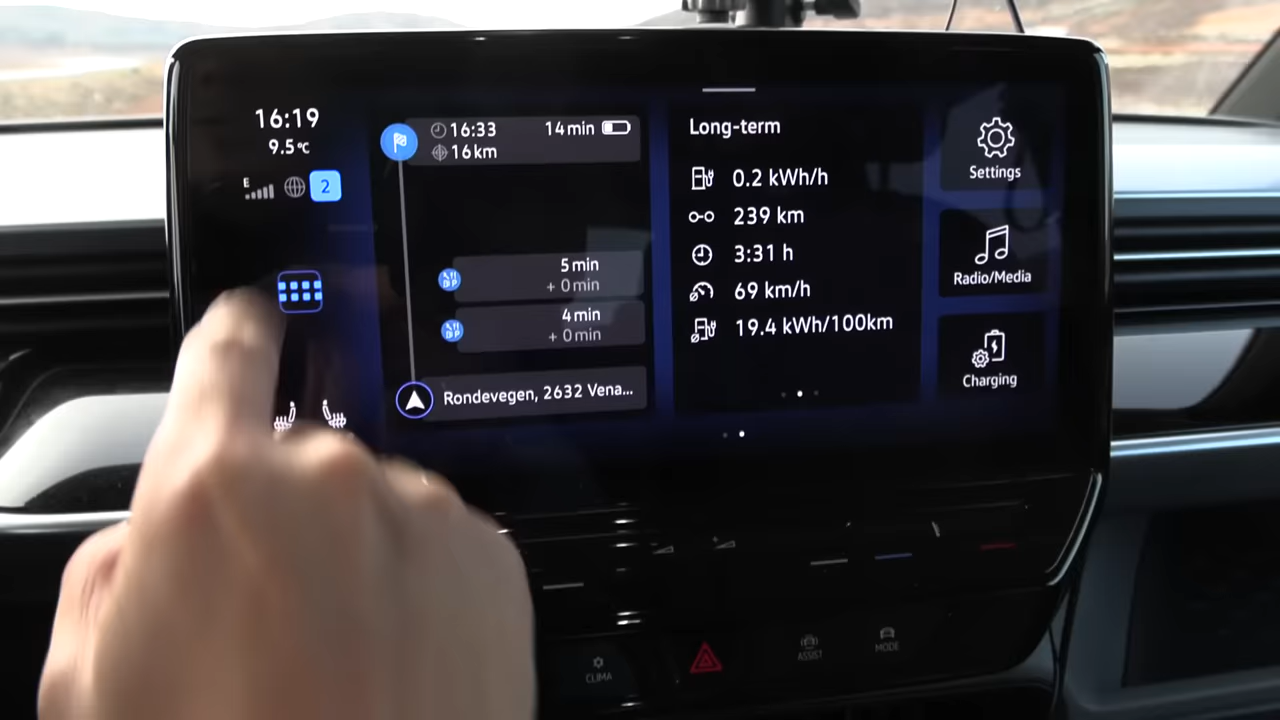 16:19
9.5°C
E
2
16:33
14 min
16 km
5 min
+ 0 min
4 min
+ 0 min
Rondevegen, 2632 Vena...
Long-term
0.2 kWh/h
239 km
3:31 h
69 km/h
19.4 kWh/100km
Settings
Radio/Media
Charging
CLIMA
ASSIST
MODE